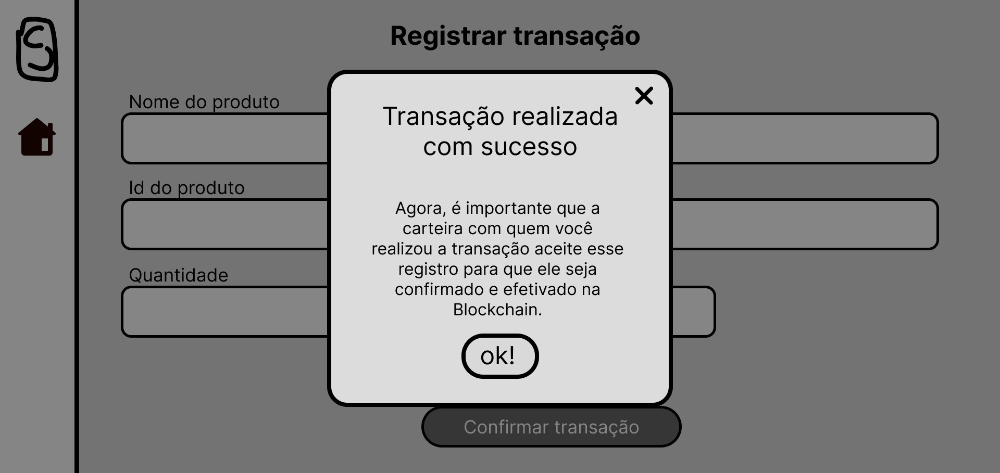 Registrar transação
Nome do produto
Id do produto
Quantidade
Transação realizada
com sucesso
Agora, é importante que a
carteira com quem você
realizou a transação aceite esse
registro para que ele seja
confirmado e efetivado na
Blockchain.
ok!
Confirmar transação